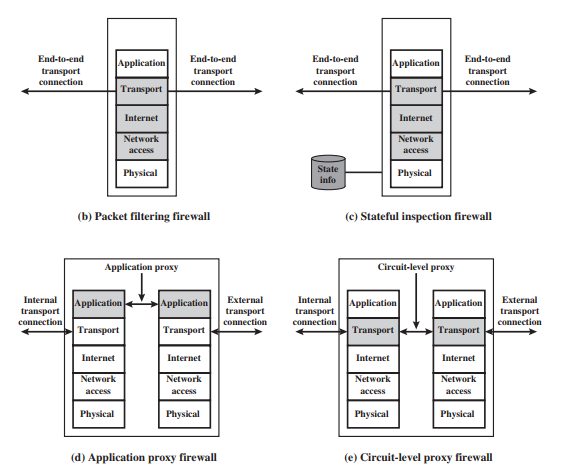 End-to-end
transport
connection
Application
Transport
Internet
Network
access
Physical
End-to-end
transport
connection
(b) Packet filtering firewall
End-to-end
transport
connection
Application
Transport
Internet
Network
access
Physical
End-to-end
transport
connection
State
info
(c) Stateful inspection firewall
Application proxy
Internal
transport
connection
Application
Transport
Internet
Network
access
Physical
Application
Transport
Internet
Network
access
Physical
External
transport
connection
(d) Application proxy firewall
Circuit-level proxy
Internal
transport
connection
Application
Transport
Internet
Network
access
Physical
Application
Transport
Internet
Network
access
Physical
External
transport
connection
(e) Circuit-level proxy firewall